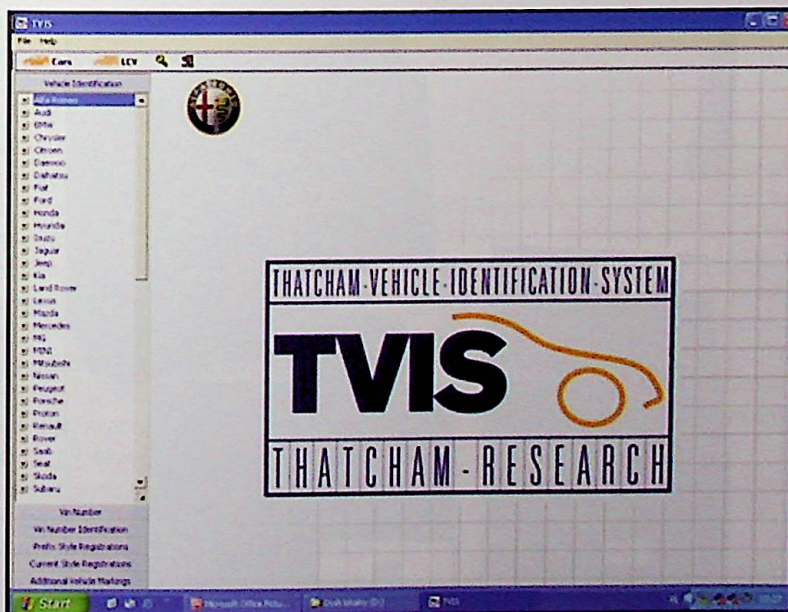 TVIS
File Help
Cars LCV
Vehicle Identification
Alfa Romeo
Audi
BMW
Chrysler
Citroen
Daewoo
Daihatsu
Fiat
Ford
Honda
Hyundai
Isuzu
Jaguar
Jeep
Kia
Land Rover
Lexus
Mazda
Mercedes
MG
MINI
Mitsubishi
Nissan
Peugeot
Porsche
Proton
Renault
Rover
Saab
Seat
Skoda
Subaru
Vin Number
Vin Number Identification
Prefix Style Registrations
Current Style Registrations
Additional Vehicle Markings
THATCHAM-VEHICLE-IDENTIFICATION-SYSTEM
TVIS
THATCHAM-RESEARCH
Start
Microsoft Office Pictu...
TVIS